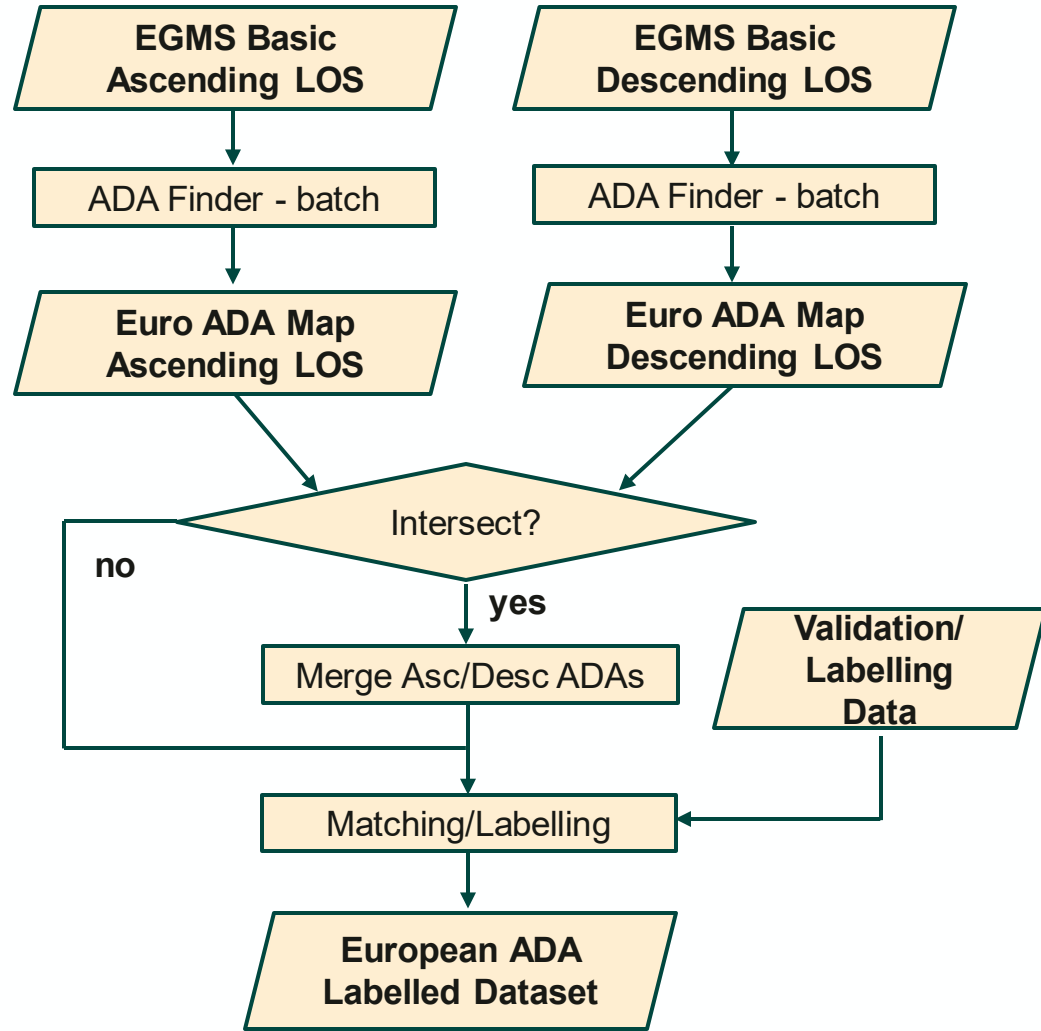 EGMS Basic
Ascending LOS
EGMS Basic
Descending LOS
ADA Finder - batch
ADA Finder - batch
Euro ADA Map
Ascending LOS
Euro ADA Map
Descending LOS
Intersect?
no
yes
Merge Asc/Desc ADAs
Validation/
Labelling
Data
Matching/Labelling
European ADA
Labelled Dataset